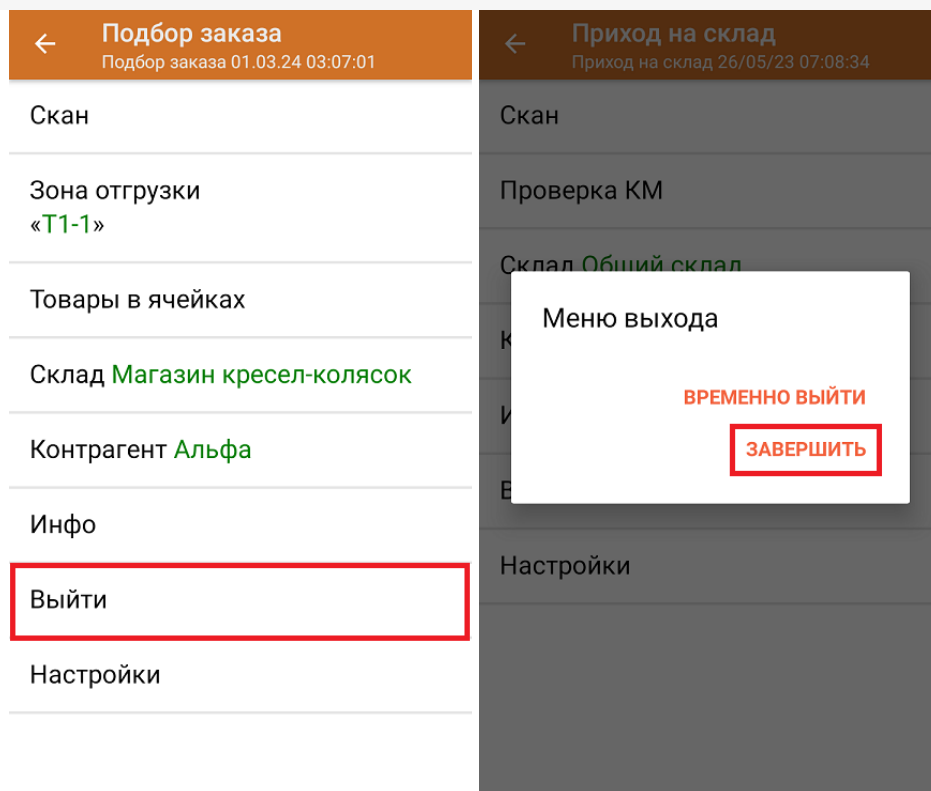 Подбор заказа
Подбор заказа 01.03.24 03:07:01
Скан
Зона отгрузки
«Т1-1»
Товары в ячейках
Склад Магазин кресел-колясок
Контрагент Альфа
Инфо
Выйти
Настройки
Приход на склад
Приход на склад 26/05/23 07:08:34
Скан
Проверка КМ
Склад Общий склад
Меню выхода
ВРЕМЕННО ВЫЙТИ
ЗАВЕРШИТЬ
Настройки